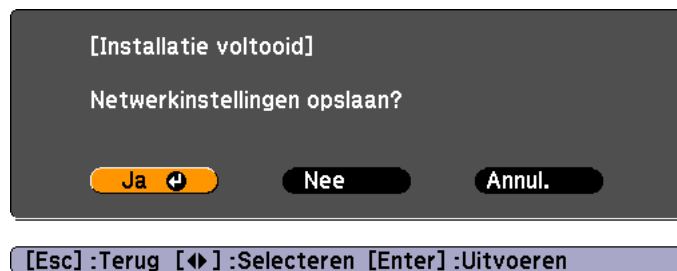 [Installatie voltooid]
Netwerkinstellingen opslaan?
Ja Nee Annul.
[Esc] :Terug [◆] :Selecteren [Enter] :Uitvoeren